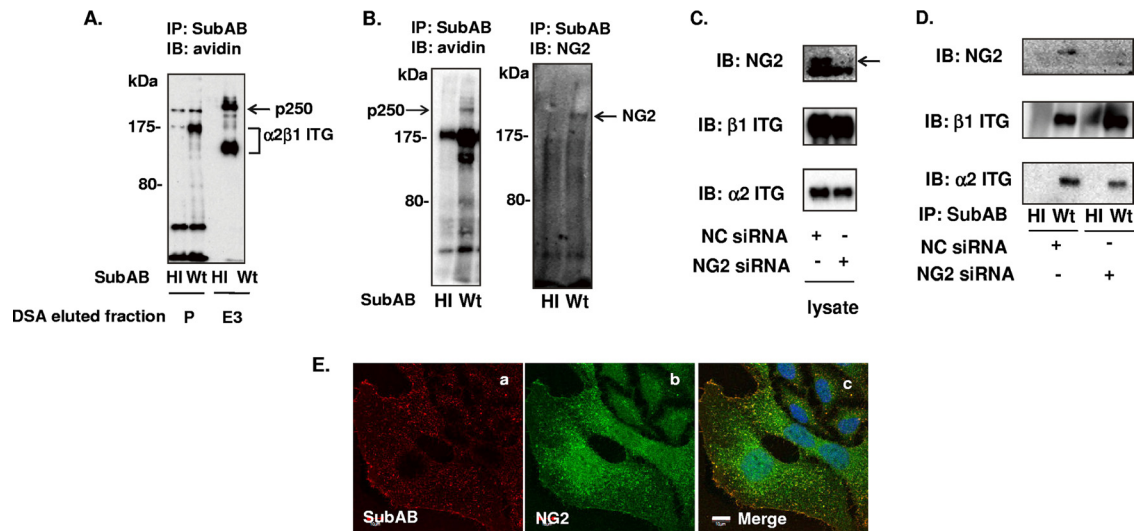 A.
IP: SubAB
IB: avidin
kDa
p250
175-
α2β1 ITG
80-
SubAB HI Wt HI Wt
DSA eluted fraction P E3
B.
IP: SubAB
IB: avidin
kDa
p250
175-
80-
SubAB HI Wt
IP: SubAB
IB: NG2
kDa
NG2
175-
80-
HI Wt
C.
IB: NG2
IB: β1 ITG
IB: α2 ITG
NC siRNA + -
NG2 siRNA - +
lysate
D.
IB: NG2
IB: β1 ITG
IB: α2 ITG
IP: SubAB HI Wt HI Wt
NC siRNA + -
NG2 siRNA - +
E.
a
SubAB
b
NG2
c
Merge